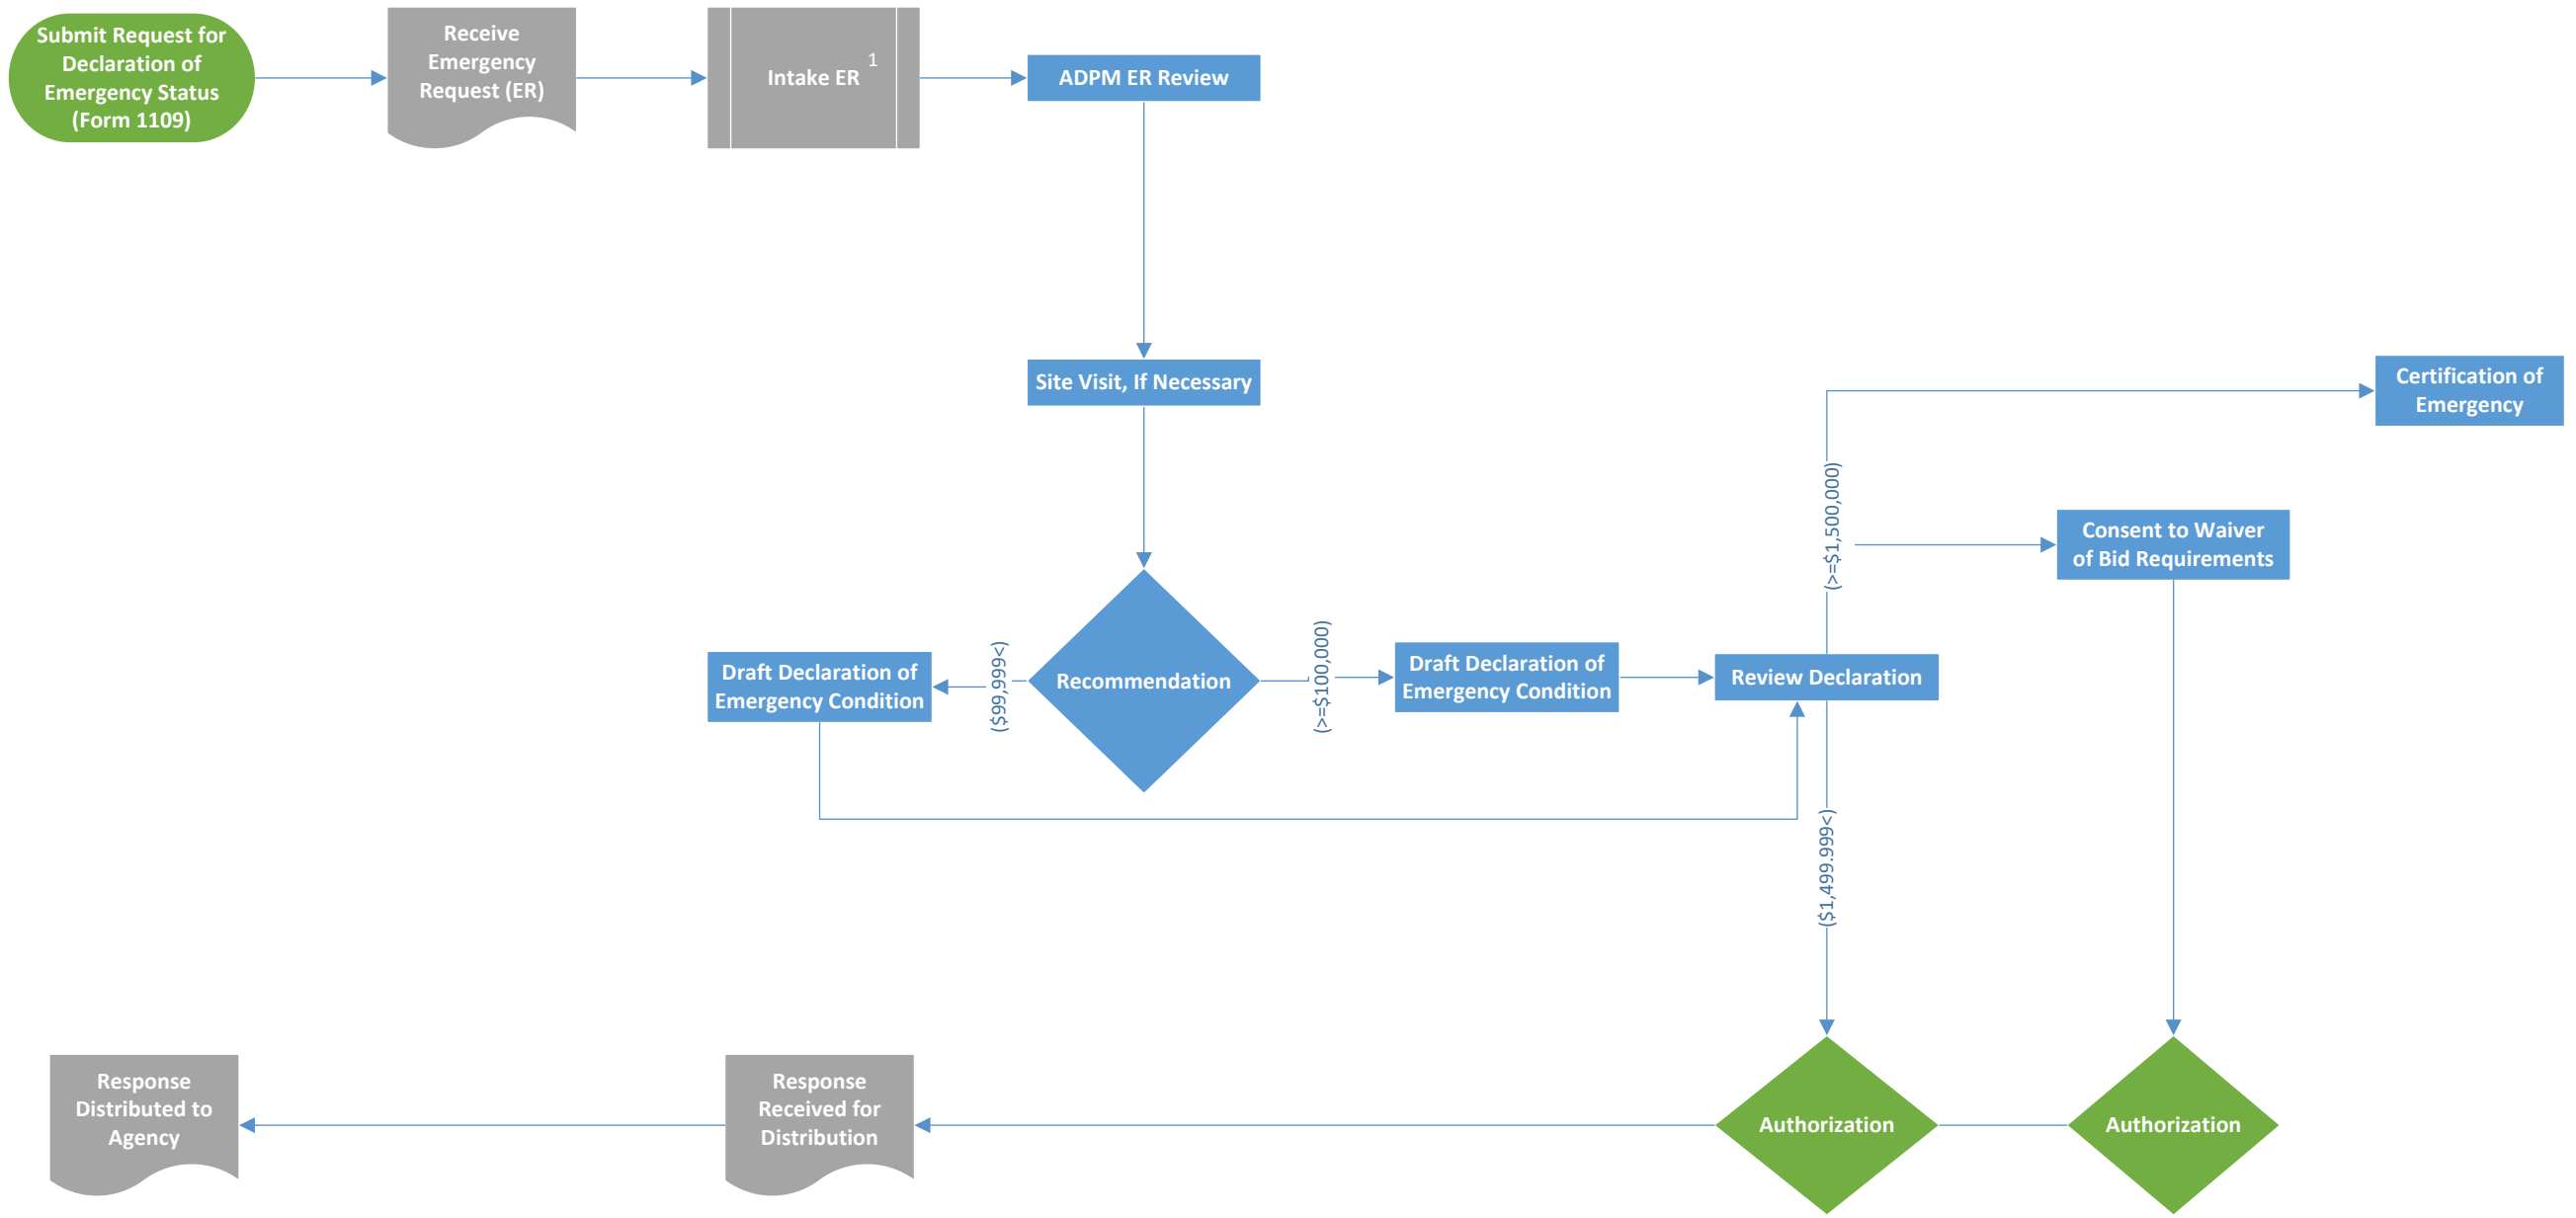 Submit Request for
Declaration of
Emergency Status
(Form 1109)
Receive
Emergency
Request (ER)
Intake ER 1
ADPM ER Review
Site Visit, If Necessary
Certification of
Emergency
(>=$1,500,000)
Consent to Waiver
of Bid Requirements
Draft Declaration of
Emergency Condition
($99,999<)
Recommendation
(>=$100,000)
Draft Declaration of
Emergency Condition
Review Declaration
($1,499.999<)
Response
Distributed to
Agency
Response
Received for
Distribution
Authorization
Authorization